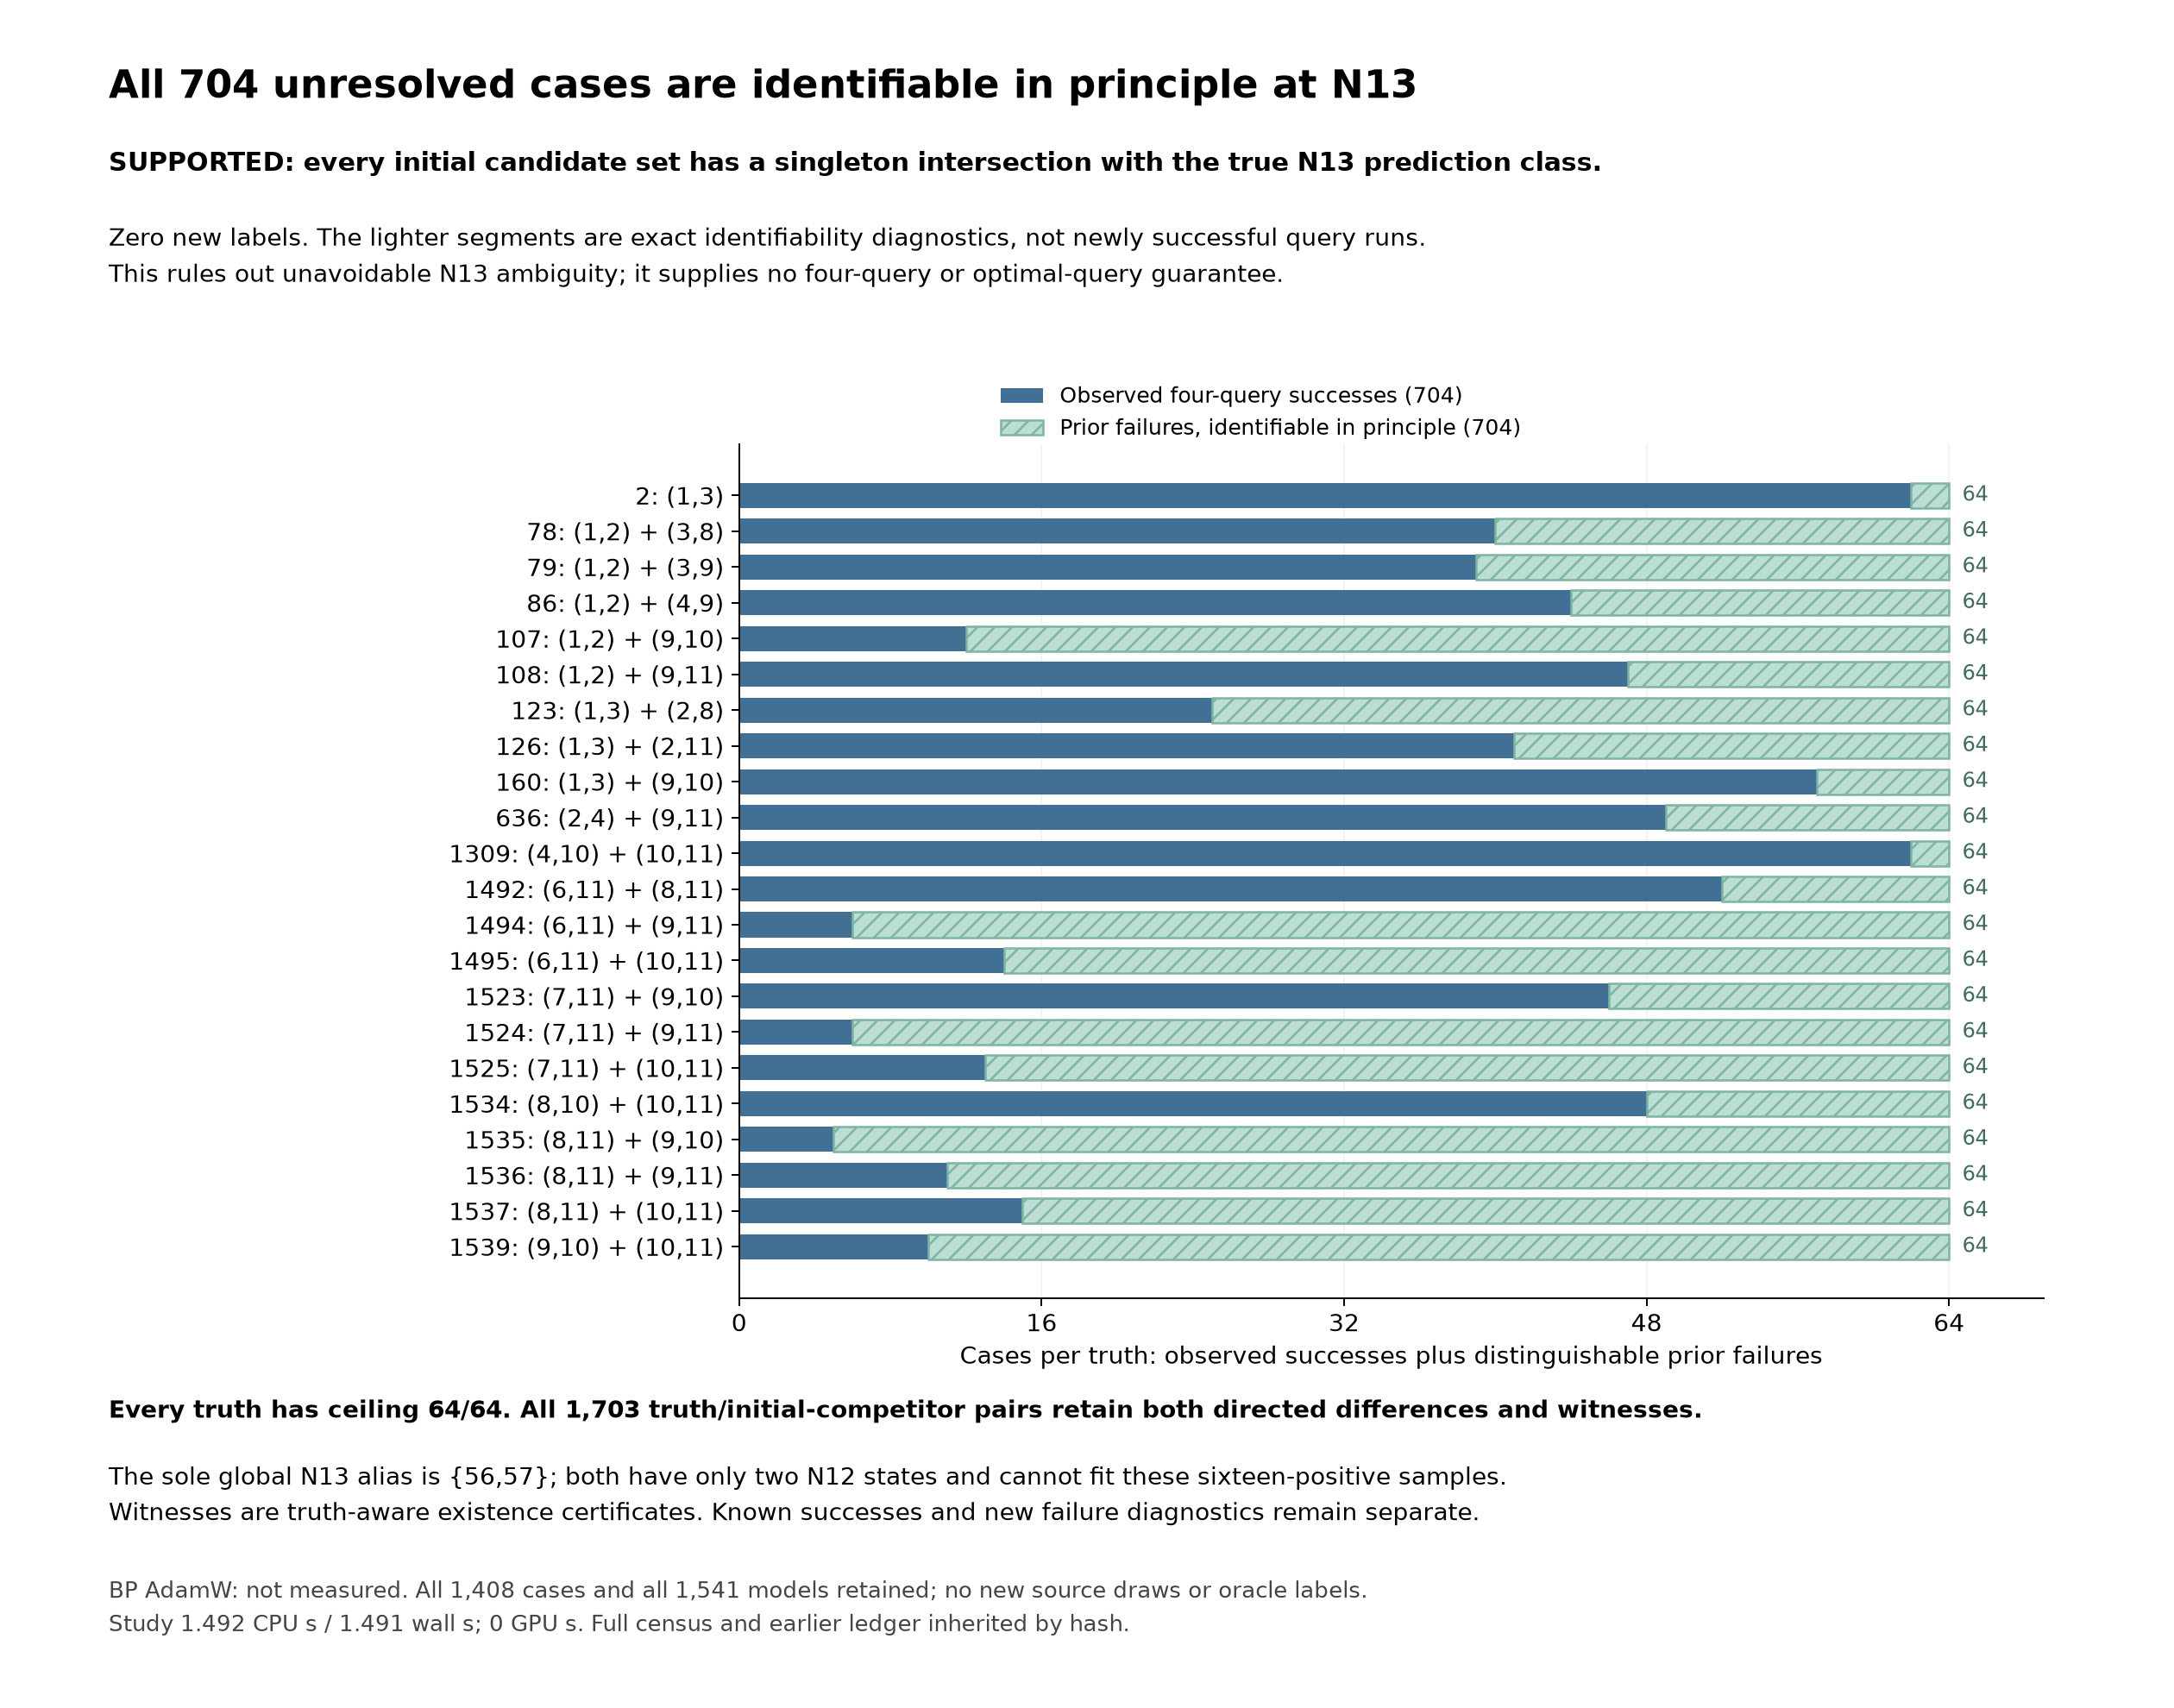 All 704 unresolved cases are identifiable in principle at N13
SUPPORTED: every initial candidate set has a singleton intersection with the true N13 prediction class.
Zero new labels. The lighter segments are exact identifiability diagnostics, not newly successful query runs.
This rules out unavoidable N13 ambiguity; it supplies no four-query or optimal-query guarantee.
Observed four-query successes (704)
Prior failures, identifiable in principle (704)
2: (1,3) 64
78: (1,2) + (3,8) 64
79: (1,2) + (3,9) 64
86: (1,2) + (4,9) 64
107: (1,2) + (9,10) 64
108: (1,2) + (9,11) 64
123: (1,3) + (2,8) 64
126: (1,3) + (2,11) 64
160: (1,3) + (9,10) 64
636: (2,4) + (9,11) 64
1309: (4,10) + (10,11) 64
1492: (6,11) + (8,11) 64
1494: (6,11) + (9,11) 64
1495: (6,11) + (10,11) 64
1523: (7,11) + (9,10) 64
1524: (7,11) + (9,11) 64
1525: (7,11) + (10,11) 64
1534: (8,10) + (10,11) 64
1535: (8,11) + (9,10) 64
1536: (8,11) + (9,11) 64
1537: (8,11) + (10,11) 64
1539: (9,10) + (10,11) 64
0 16 32 48 64
Cases per truth: observed successes plus distinguishable prior failures
Every truth has ceiling 64/64. All 1,703 truth/initial-competitor pairs retain both directed differences and witnesses.
The sole global N13 alias is {56,57}; both have only two N12 states and cannot fit these sixteen-positive samples.
Witnesses are truth-aware existence certificates. Known successes and new failure diagnostics remain separate.
BP AdamW: not measured. All 1,408 cases and all 1,541 models retained; no new source draws or oracle labels.
Study 1.492 CPU s / 1.491 wall s; 0 GPU s. Full census and earlier ledger inherited by hash.